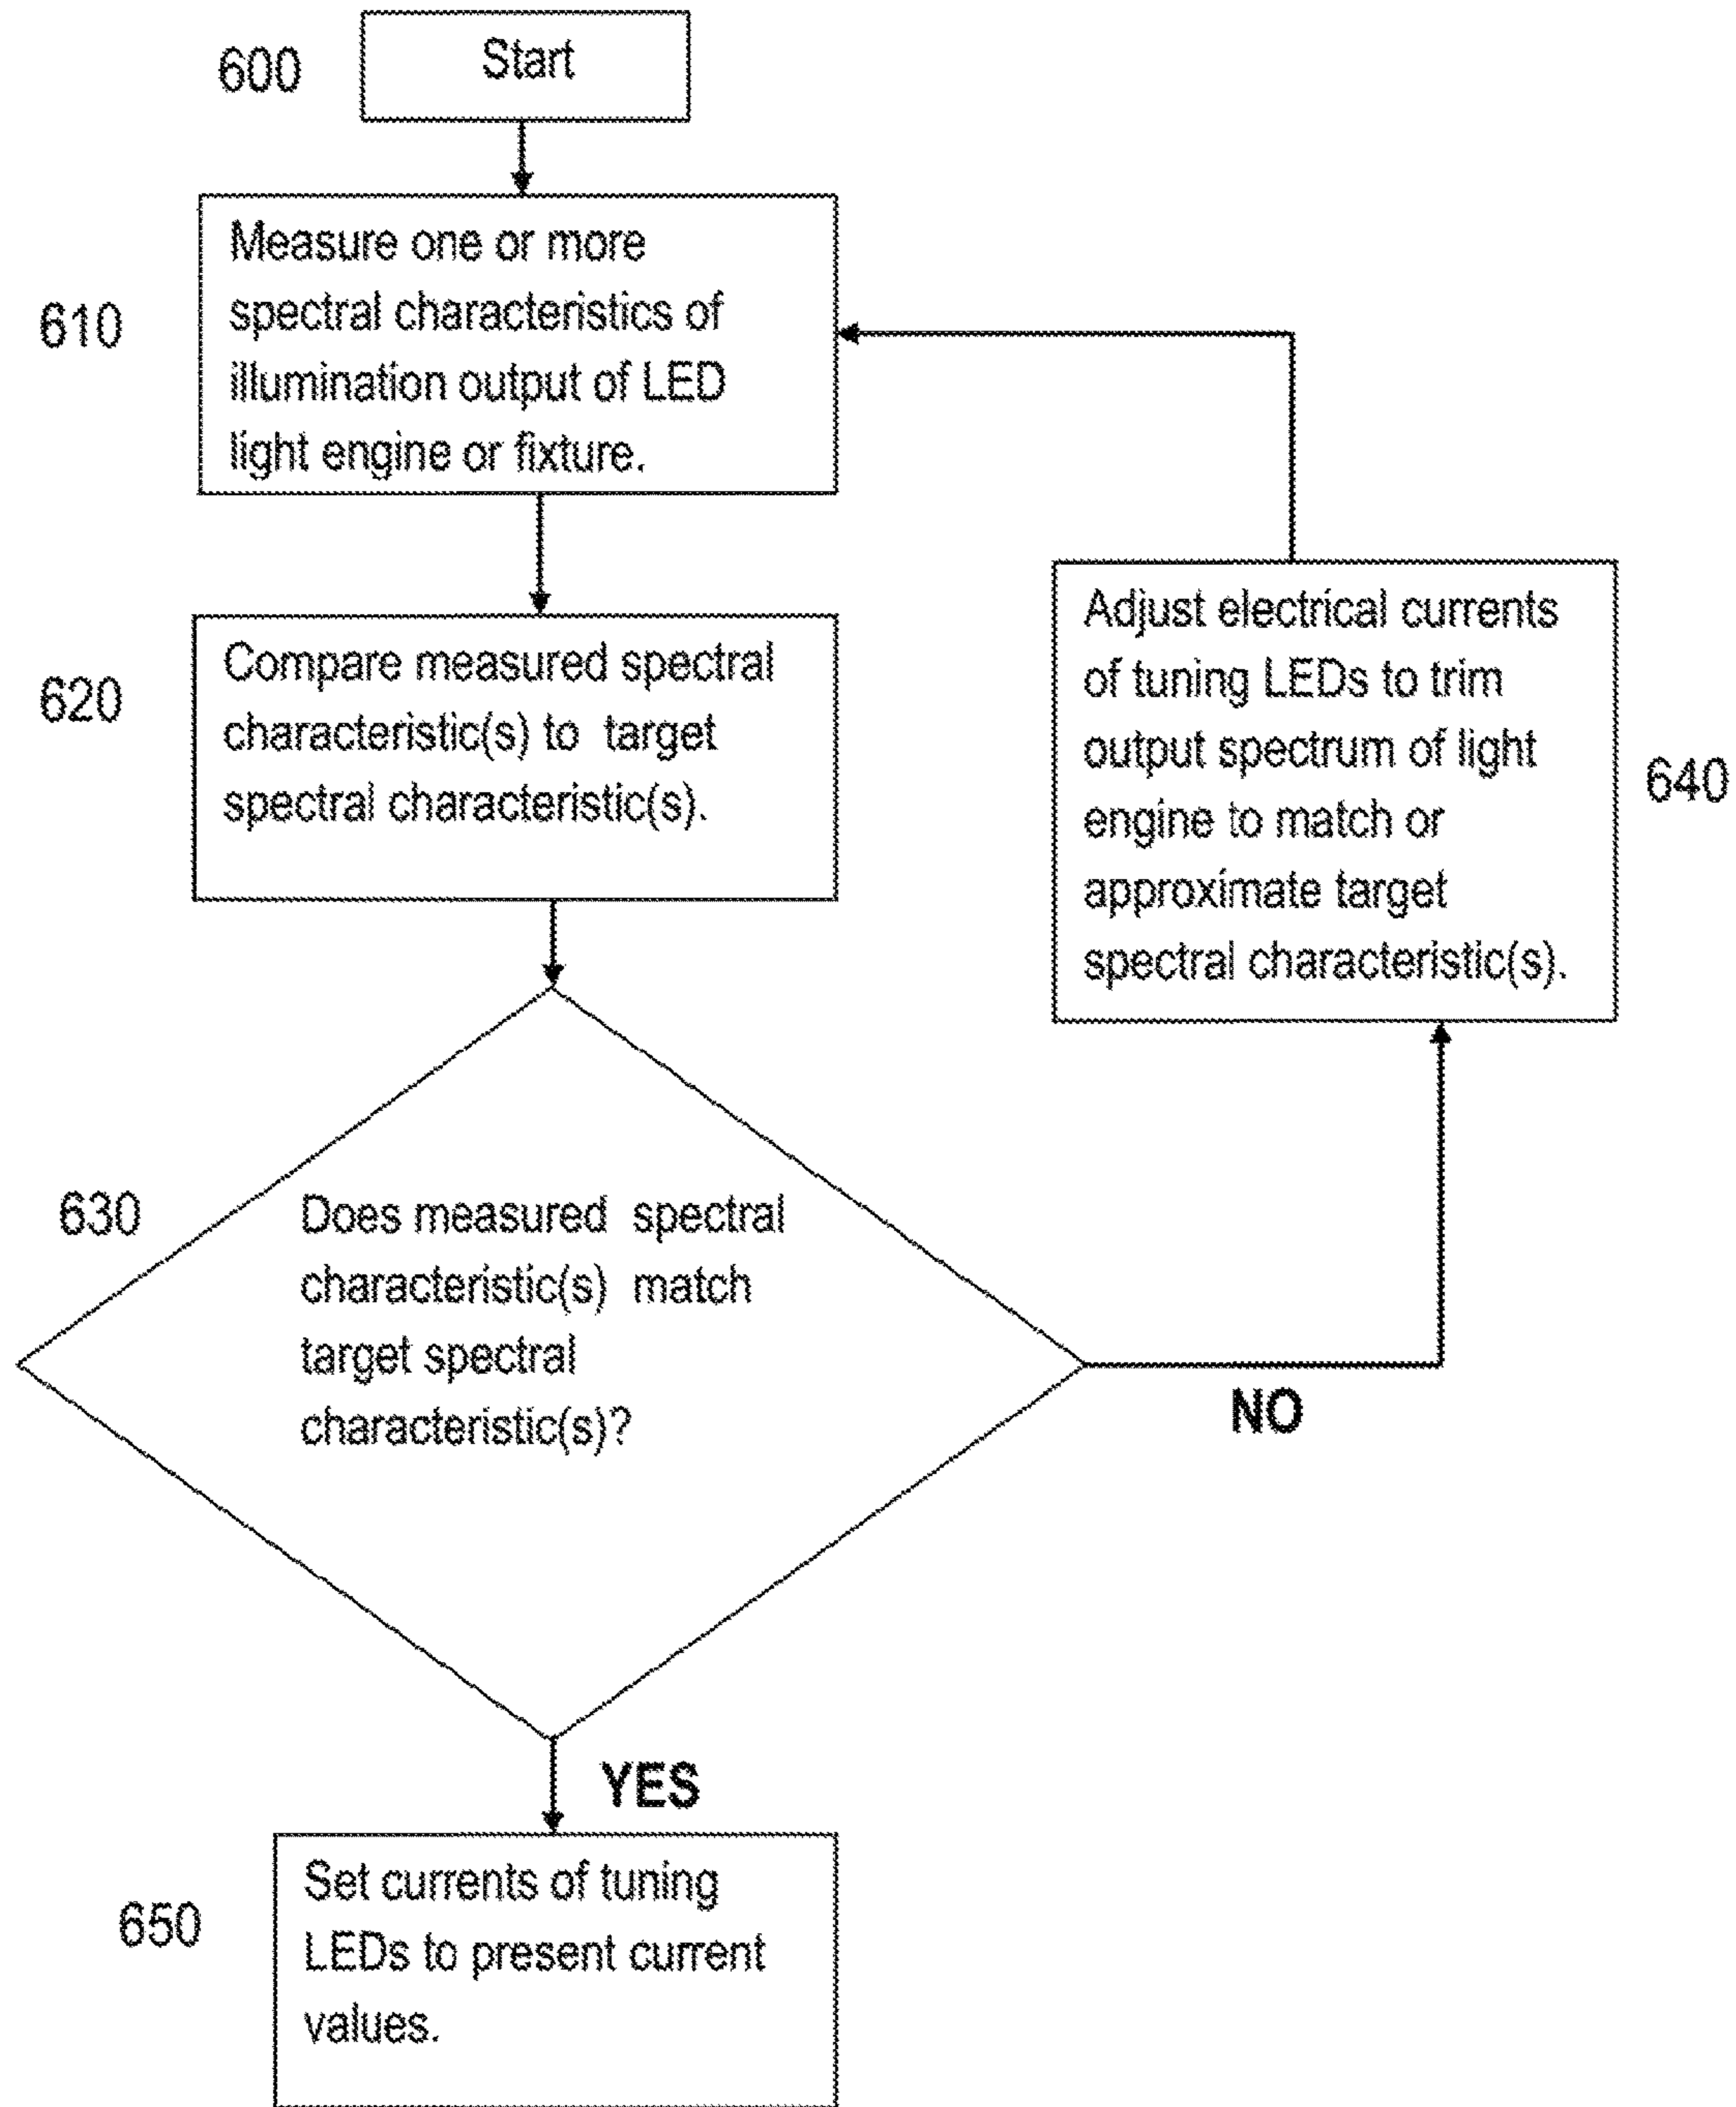 600
Start
610
Measure one or more
spectral characteristics of
illumination output of LED
light engine or fixture.
620
Compare measured spectral
characteristic(s) to target
spectral characteristic(s).
630
Does measured spectral
characteristic(s) match
target spectral
characteristic(s)?
NO
640
Adjust electrical currents
of tuning LEDs to trim
output spectrum of light
engine to match or
approximate target
spectral characteristic(s).
YES
650
Set currents of tuning
LEDs to present current
values.